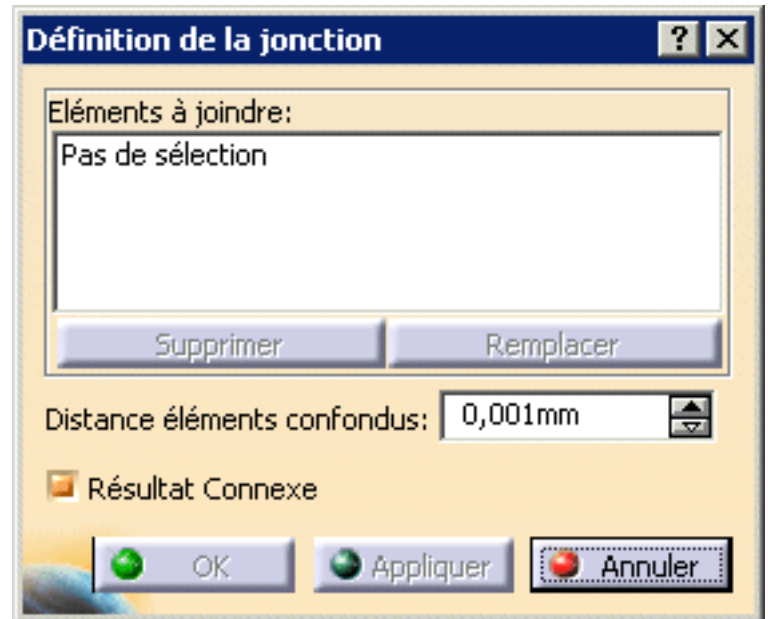 Définition de la jonction ? X
Eléments à joindre:
Pas de sélection
Supprimer Remplacer
Distance éléments confondus: 0,001mm
Résultat Connexe
OK Appliquer Annuler